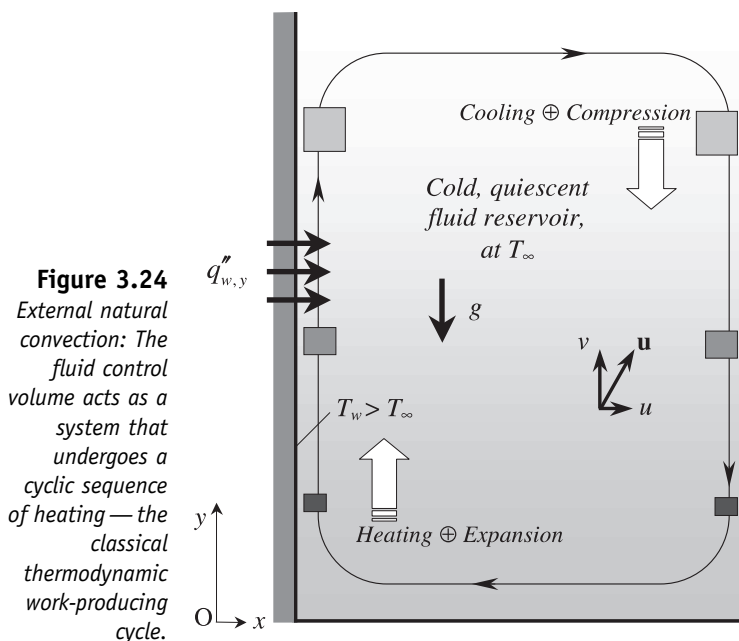 Figure 3.24
External natural
convection: The
fluid control
volume acts as a
system that
undergoes a
cyclic sequence
of heating — the
classical
thermodynamic
work-producing
cycle.
Cooling ⊕ Compression
Cold, quiescent
fluid reservoir,
at T∞
q″w,y
g
v
u
u
Tw > T∞
Heating ⊕ Expansion
y
O
x